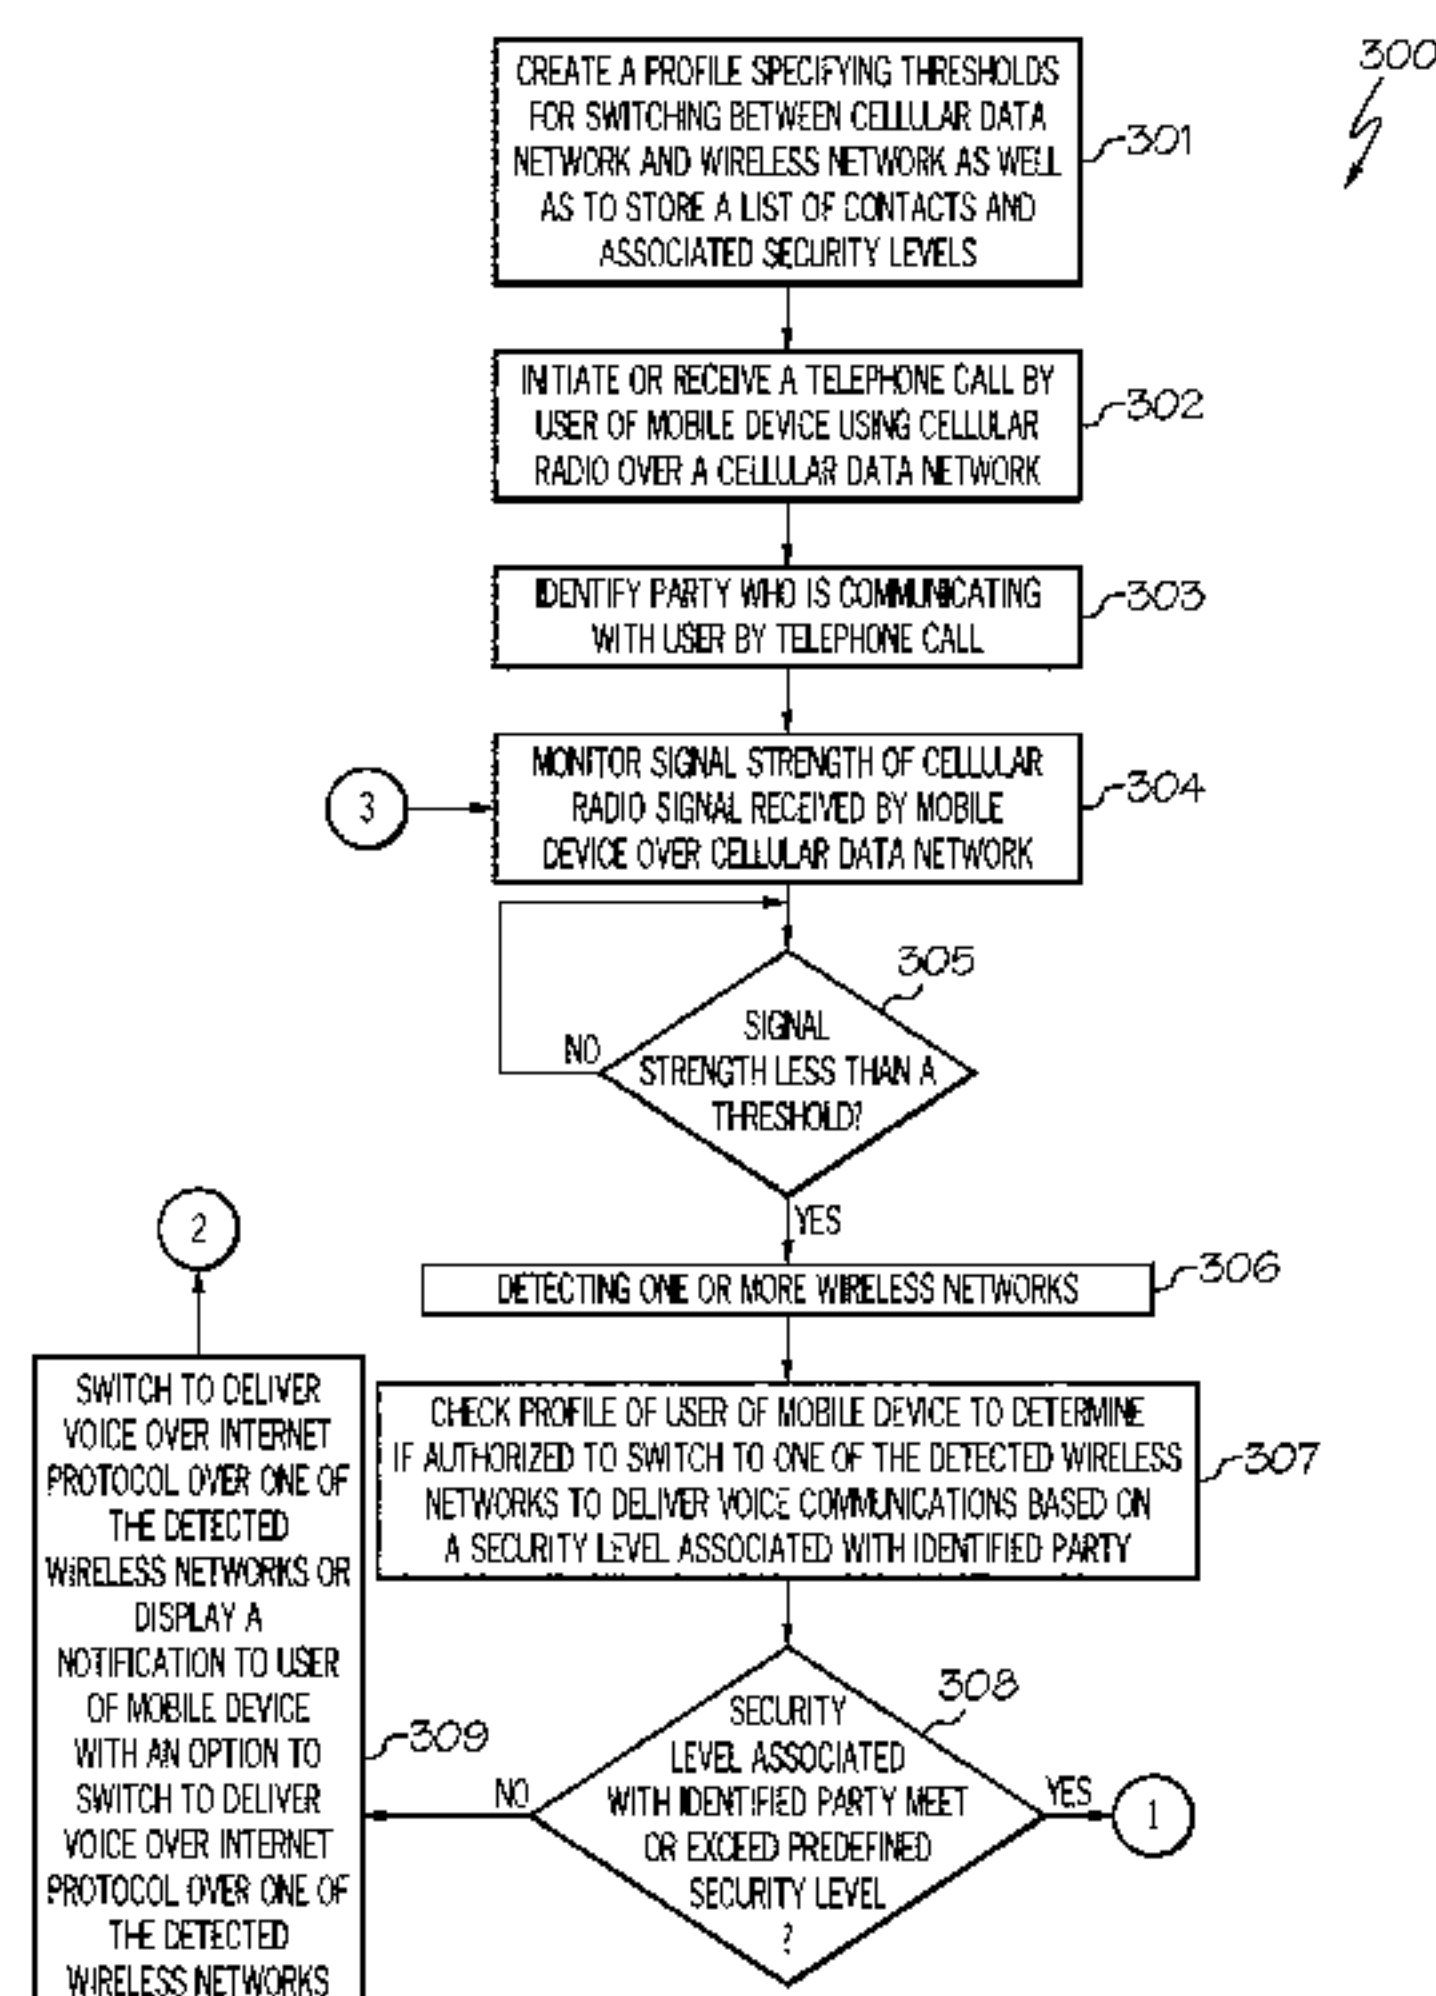 300
CREATE A PROFILE SPECIFYING THRESHOLDS
FOR SWITCHING BETWEEN CELLULAR DATA
NETWORK AND WIRELESS NETWORK AS WELL
AS TO STORE A LIST OF CONTACTS AND
ASSOCIATED SECURITY LEVELS
301
INITIATE OR RECEIVE A TELEPHONE CALL BY
USER OF MOBILE DEVICE USING CELLULAR
RADIO OVER A CELLULAR DATA NETWORK
302
IDENTIFY PARTY WHO IS COMMUNICATING
WITH USER BY TELEPHONE CALL
303
3
MONITOR SIGNAL STRENGTH OF CELLULAR
RADIO SIGNAL RECEIVED BY MOBILE
DEVICE OVER CELLULAR DATA NETWORK
304
305
SIGNAL
STRENGTH LESS THAN A
THRESHOLD?
NO
YES
2
DETECTING ONE OR MORE WIRELESS NETWORKS
306
CHECK PROFILE OF USER OF MOBILE DEVICE TO DETERMINE
IF AUTHORIZED TO SWITCH TO ONE OF THE DETECTED WIRELESS
NETWORKS TO DELIVER VOICE COMMUNICATIONS BASED ON
A SECURITY LEVEL ASSOCIATED WITH IDENTIFIED PARTY
307
308
SECURITY
LEVEL ASSOCIATED
WITH IDENTIFIED PARTY MEET
OR EXCEED PREDEFINED
SECURITY LEVEL
?
YES
1
NO
SWITCH TO DELIVER
VOICE OVER INTERNET
PROTOCOL OVER ONE OF
THE DETECTED
WIRELESS NETWORKS OR
DISPLAY A
NOTIFICATION TO USER
OF MOBILE DEVICE
WITH AN OPTION TO
SWITCH TO DELIVER
VOICE OVER INTERNET
PROTOCOL OVER ONE OF
THE DETECTED
WIRELESS NETWORKS
309